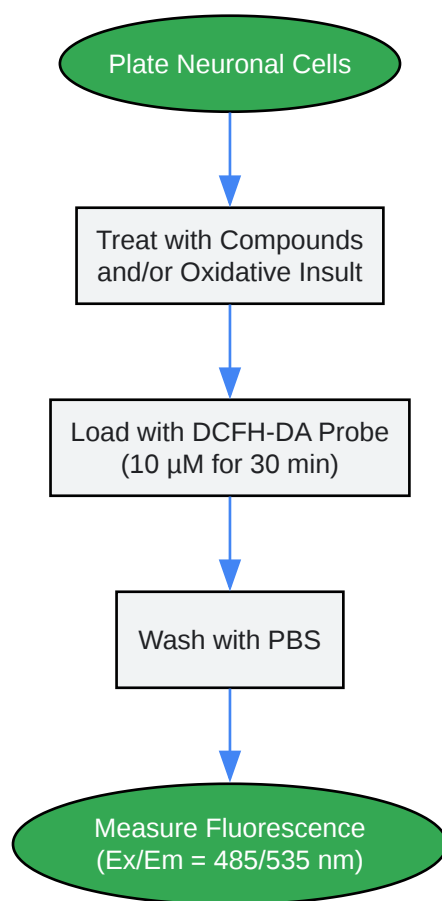 Plate Neuronal Cells
Treat with Compounds
and/or Oxidative Insult
Load with DCFH-DA Probe
(10 µM for 30 min)
Wash with PBS
Measure Fluorescence
(Ex/Em = 485/535 nm)